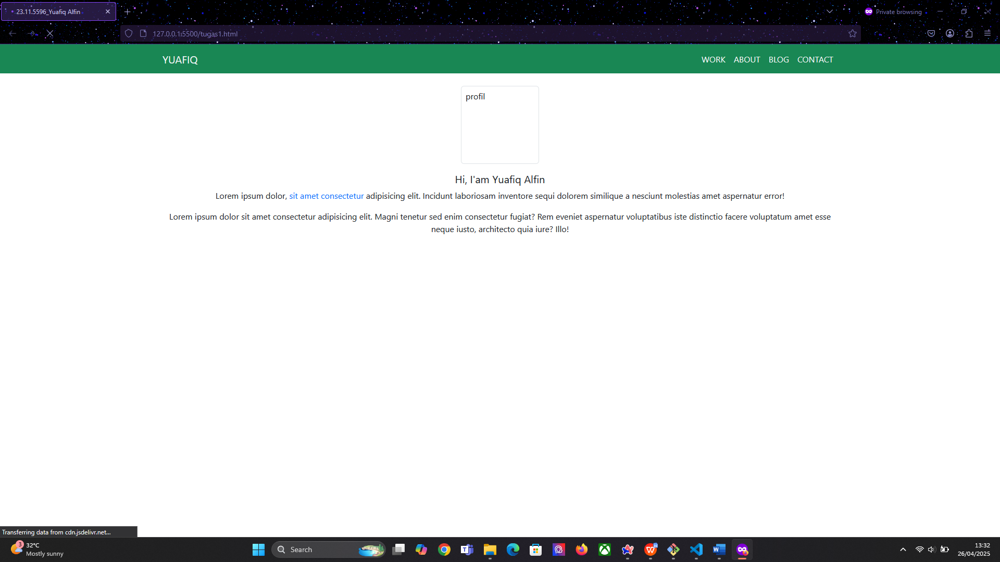 23.11.5596_Yuafiq Alfin
Private browsing
127.0.0.1:5500/tugas1.html
YUAFIQ
WORK ABOUT BLOG CONTACT
profil
Hi, I'am Yuafiq Alfin
Lorem ipsum dolor, sit amet consectetur adipisicing elit. Incidunt laboriosam inventore sequi dolorem similique a nesciunt molestias amet aspernatur error!
Lorem ipsum dolor sit amet consectetur adipisicing elit. Magni tenetur sed enim consectetur fugiat? Rem eveniet aspernatur voluptatibus iste distinctio facere voluptatum amet esse
neque iusto, architecto quia iure? Illo!
Transferring data from cdn.jsdelivr.net...
3
32°C
Mostly sunny
Search
13:32
26/04/2025